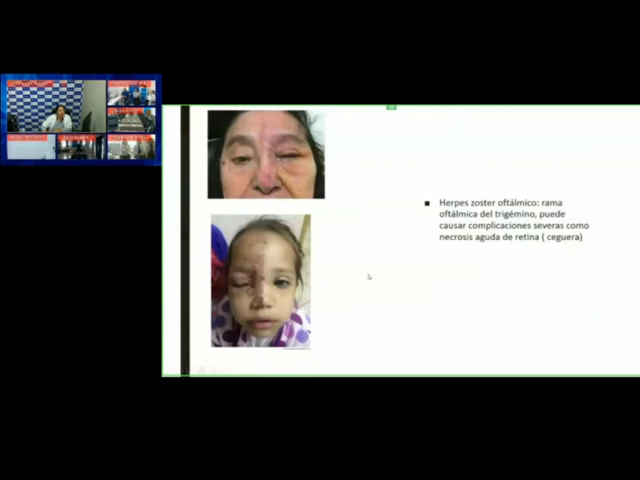 ▪ Herpes zoster oftálmico: rama
oftálmica del trigémino, puede
causar complicaciones severas como
necrosis aguda de retina ( ceguera)